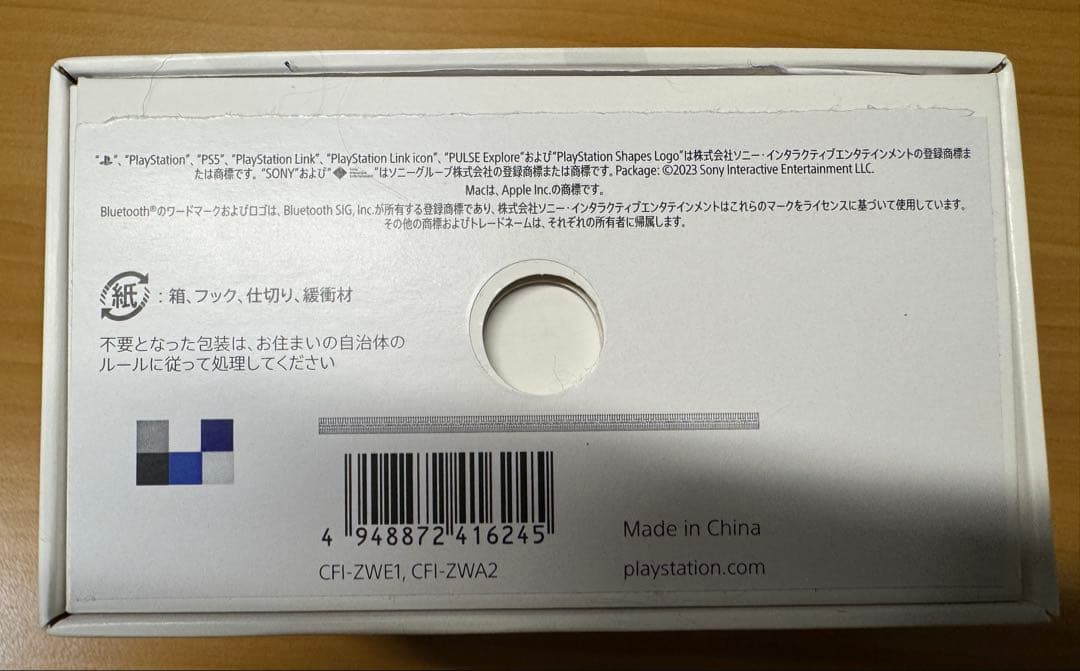 “ ”、“PlayStation”、“PS5”、“PlayStation Link”、“PlayStation Link icon”、“PULSE Explore”および“PlayStation Shapes Logo”は株式会社ソニー・インタラクティブエンタテインメントの登録商標ま
たは商標です。“SONY”および“ ”はソニーグループ株式会社の登録商標または商標です。Package: ©2023 Sony Interactive Entertainment LLC.
Macは、Apple Inc.の商標です。
Bluetooth®のワードマークおよびロゴは、Bluetooth SIG, Inc.が所有する登録商標であり、株式会社ソニー・インタラクティブエンタテインメントはこれらのマークをライセンスに基づいて使用しています。
その他の商標およびトレードネームは、それぞれの所有者に帰属します。
紙：箱、フック、仕切り、緩衝材
不要となった包装は、お住まいの自治体の
ルールに従って処理してください
4 948872 416245
CFI-ZWE1, CFI-ZWA2
Made in China
playstation.com